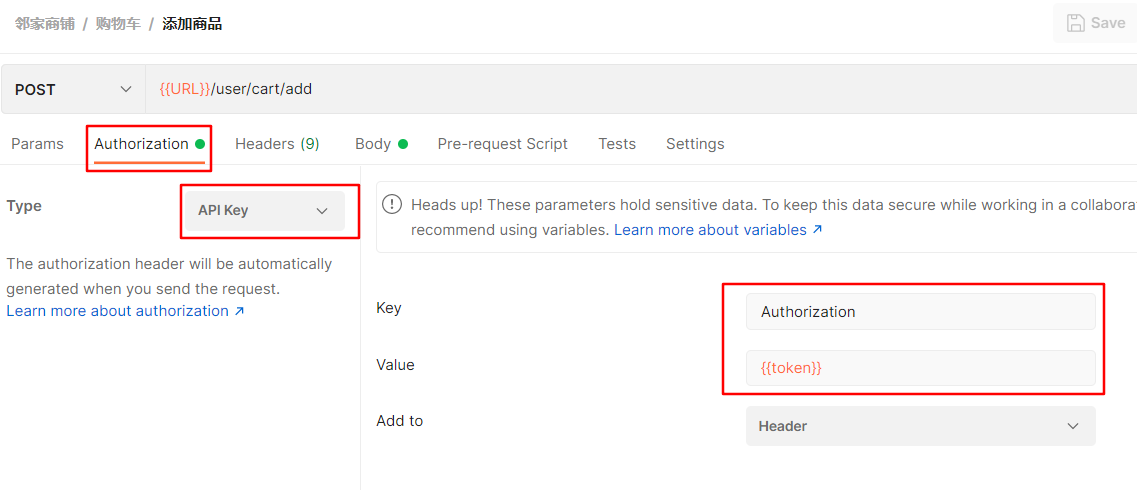 邻家商铺 / 购物车 / 添加商品
Save
POST
{{URL}}/user/cart/add
Params
Authorization
Headers (9)
Body
Pre-request Script
Tests
Settings
Type
API Key
The authorization header will be automatically
generated when you send the request.
Learn more about authorization ↗
Heads up! These parameters hold sensitive data. To keep this data secure while working in a collabora
recommend using variables. Learn more about variables ↗
Key
Authorization
Value
{{token}}
Add to
Header